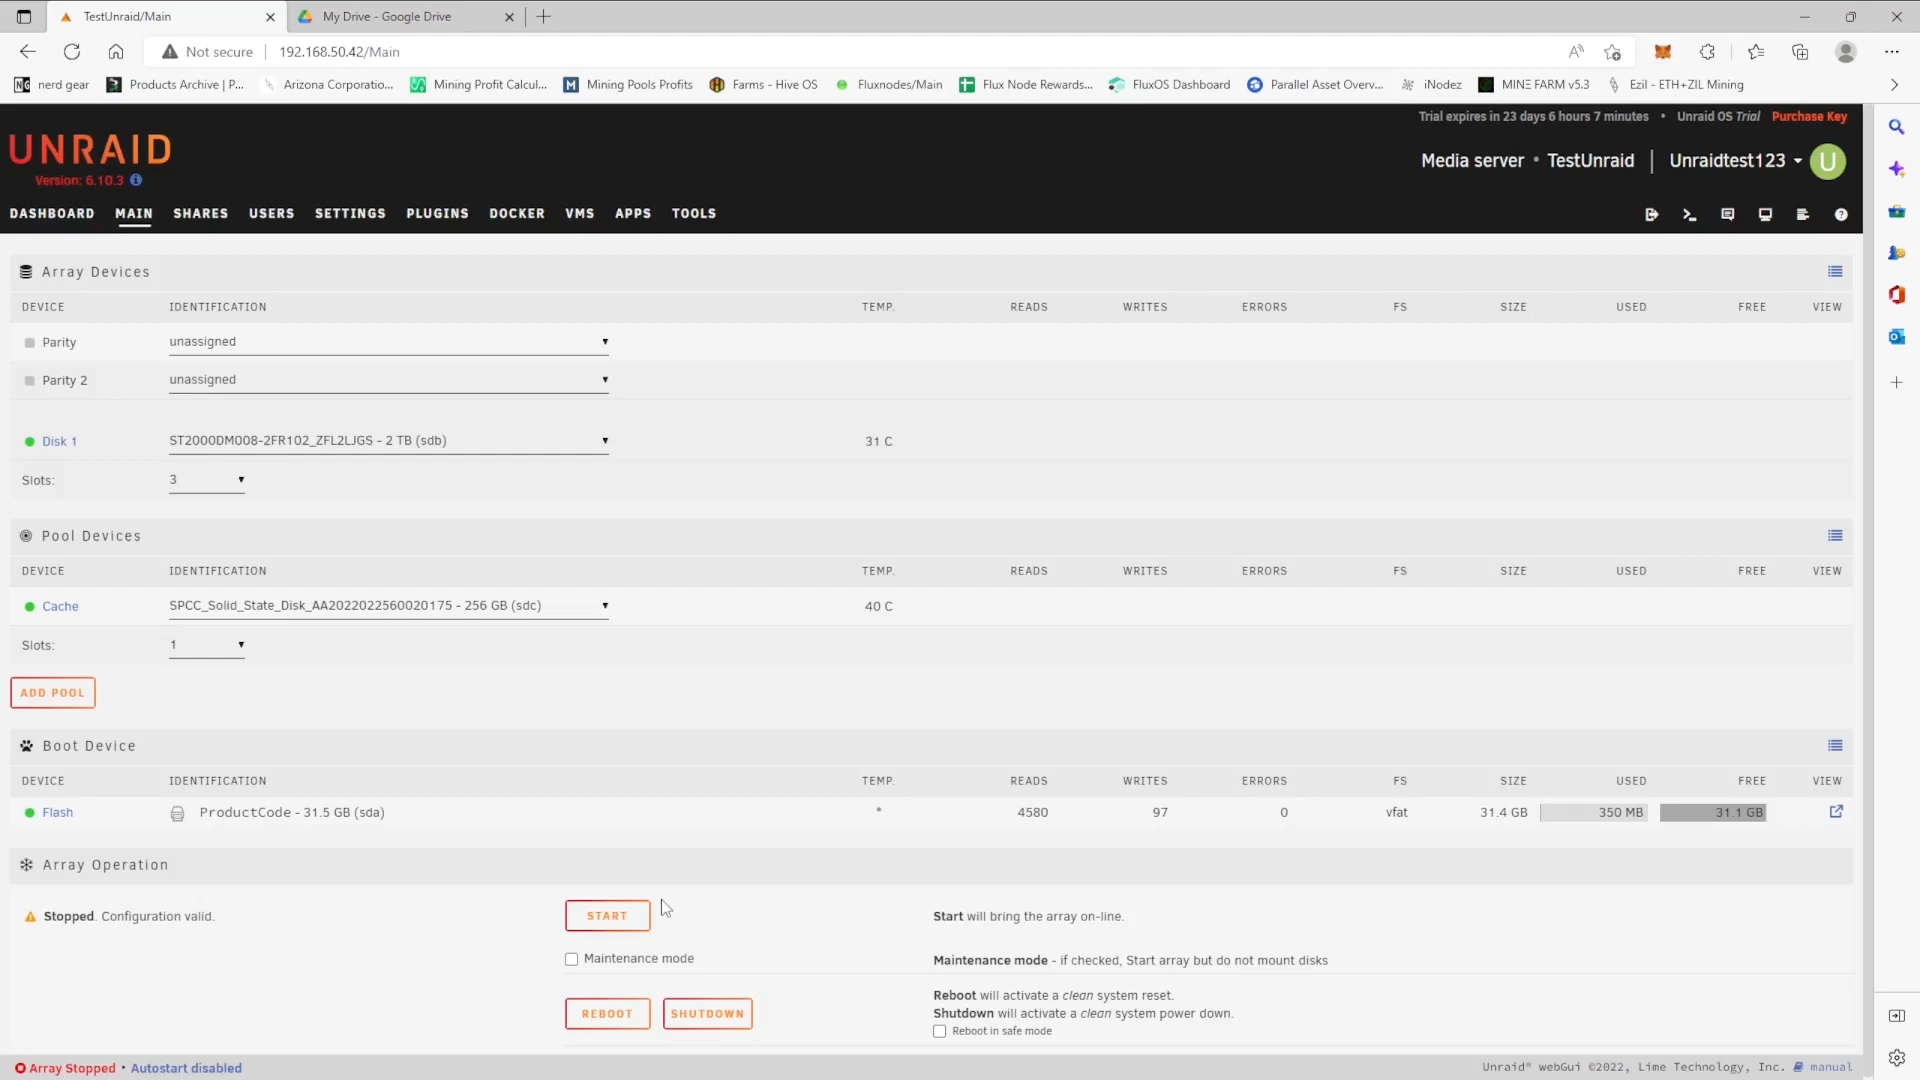 TestUnraid/Main
My Drive - Google Drive
Not secure
192.168.50.42/Main
nerd gear
Products Archive | P...
Arizona Corporatio...
Mining Profit Calcul...
Mining Pools Profits
Farms - Hive OS
Fluxnodes/Main
Flux Node Rewards...
FluxOS Dashboard
Parallel Asset Overv...
iNodez
MINΞ FARM v5.3
Ezil - ETH+ZIL Mining
Trial expires in 23 days 6 hours 7 minutes • Unraid OS Trial Purchase Key
UNRAID
Version: 6.10.3
Media server • TestUnraid | Unraidtest123 U
DASHBOARD MAIN SHARES USERS SETTINGS PLUGINS DOCKER VMS APPS TOOLS
Array Devices
DEVICE IDENTIFICATION TEMP. READS WRITES ERRORS FS SIZE USED FREE VIEW
Parity unassigned
Parity 2 unassigned
Disk 1 ST2000DM008-2FR102_ZFL2LJGS - 2 TB (sdb) 31 C
Slots: 3
Pool Devices
DEVICE IDENTIFICATION TEMP. READS WRITES ERRORS FS SIZE USED FREE VIEW
Cache SPCC_Solid_State_Disk_AA2022022560020175 - 256 GB (sdc) 40 C
Slots: 1
ADD POOL
Boot Device
DEVICE IDENTIFICATION TEMP. READS WRITES ERRORS FS SIZE USED FREE VIEW
Flash ProductCode - 31.5 GB (sda) * 4580 97 0 vfat 31.4 GB 350 MB 31.1 GB
Array Operation
Stopped. Configuration valid. START Start will bring the array on-line.
Maintenance mode Maintenance mode - if checked, Start array but do not mount disks
REBOOT SHUTDOWN Reboot will activate a clean system reset.
Shutdown will activate a clean system power down.
Reboot in safe mode
Array Stopped • Autostart disabled
Unraid® webGui ©2022, Lime Technology, Inc. manual